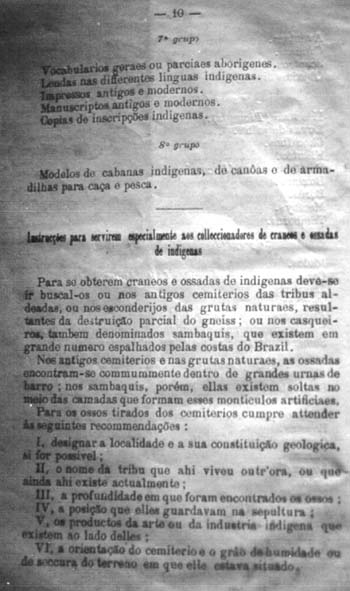 — 10 —
7º grupo
Vocabularios geraes ou parciaes aborigenes.
Lendas nas differentes linguas indigenas.
Impressos antigos e modernos.
Manuscriptos antigos e modernos.
Copias de inscripções indigenas.
8º grupo
Modelos de cabanas indigenas, de canôas e de arma-
dilhas para caça e pesca.
Instrucções para servirem especialmente aos colleccionadores de craneos e ossadas
de indigenas
Para se obterem craneos e ossadas de indigenas deve-se
ir buscal-os ou nos antigos cemiterios das tribus al-
deadas, ou nos esconderijos das grutas naturaes, resul-
tantes da destruição parcial do gneiss; ou nos casquei-
ros, tambem denominados sambaquis, que existem em
grande numero espalhados pelas costas do Brazil.
Nos antigos cemiterios e nas grutas naturaes, as ossadas
encontram-se communmente dentro de grandes urnas de
barro; nos sambaquis, porém, ellas existem soltas no
meio das camadas que formam esses monticulos artificiaes.
Para os ossos tirados dos cemiterios cumpre attender
ás seguintes recommendações:
I, designar a localidade e a sua constituição geologica,
si for possivel;
II, o nome da tribu que ahi viveu outr'ora, ou que
ainda ahi existe actualmente;
III, a profundidade em que foram encontrados os ossos;
IV, a posição que elles guardavam na sepultura;
V, os productos da arte ou da industria indigena que
existem ao lado delles;
VI, a orientação do cemiterio e o gráo de humidade ou
de seccura do terreno em que elle estava situado.